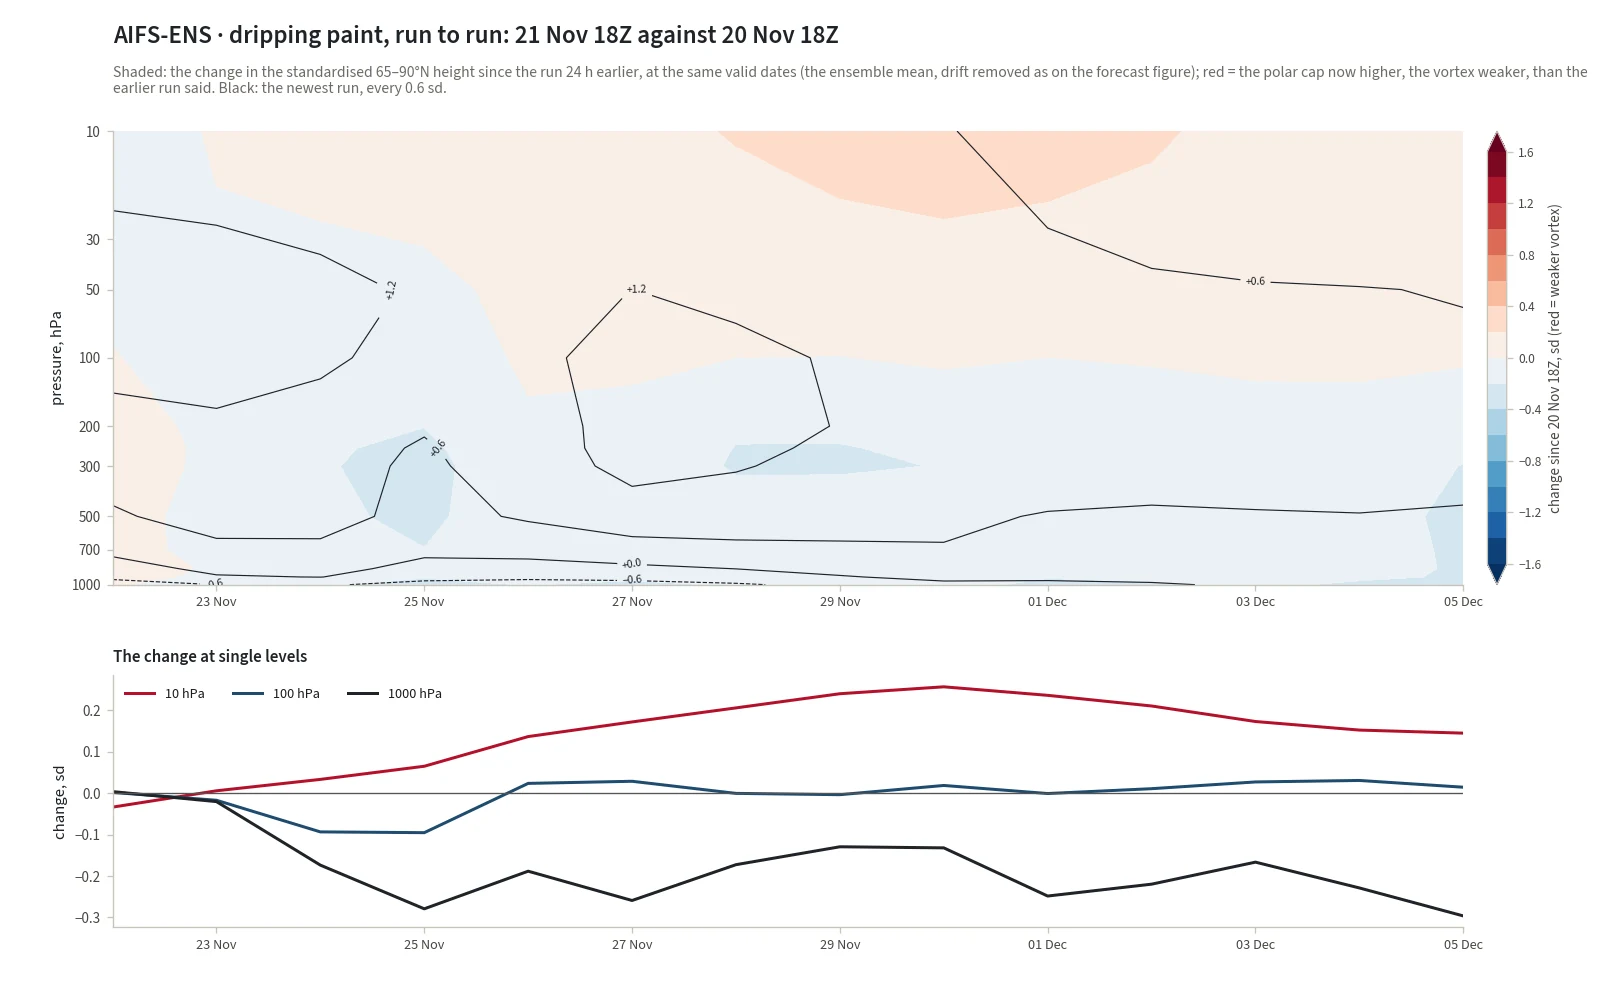 AIFS-ENS · dripping paint, run to run: 21 Nov 18Z against 20 Nov 18Z
Shaded: the change in the standardised 65–90°N height since the run 24 h earlier, at the same valid dates (the ensemble mean, drift removed as on the forecast figure); red = the polar cap now higher, the vortex weaker, than the
earlier run said. Black: the newest run, every 0.6 sd.
pressure, hPa
10
30
50
100
200
300
500
700
1000
+1.2
+1.2
+0.6
+0.6
+0.0
−0.6
23 Nov
25 Nov
27 Nov
29 Nov
01 Dec
03 Dec
05 Dec
1.6
1.2
0.8
0.4
0.0
−0.4
−0.8
−1.2
−1.6
change since 20 Nov 18Z, sd (red = weaker vortex)
The change at single levels
10 hPa
100 hPa
1000 hPa
change, sd
0.2
0.1
0.0
−0.1
−0.2
−0.3
23 Nov
25 Nov
27 Nov
29 Nov
01 Dec
03 Dec
05 Dec